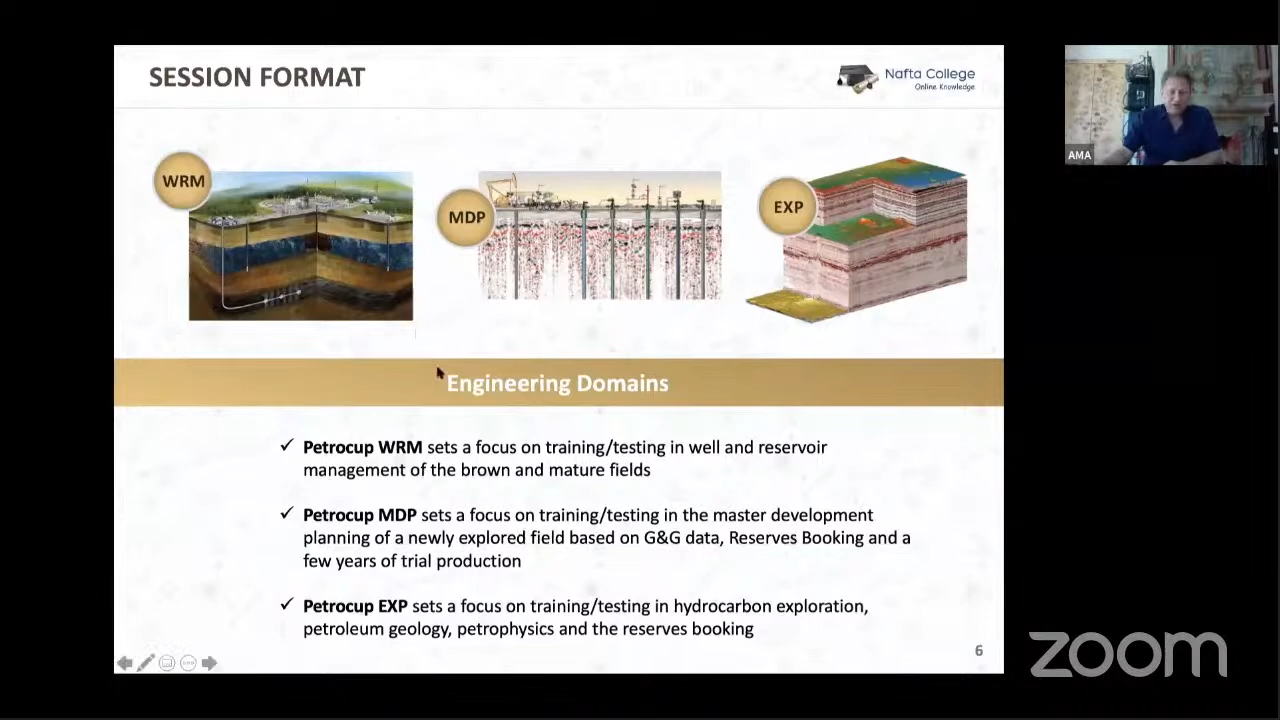 SESSION FORMAT
Nafta College
Online Knowledge
WRM
MDP
EXP
AMA
Engineering Domains
✓ Petrocup WRM sets a focus on training/testing in well and reservoir
management of the brown and mature fields
✓ Petrocup MDP sets a focus on training/testing in the master development
planning of a newly explored field based on G&G data, Reserves Booking and a
few years of trial production
✓ Petrocup EXP sets a focus on training/testing in hydrocarbon exploration,
petroleum geology, petrophysics and the reserves booking
6
zoom